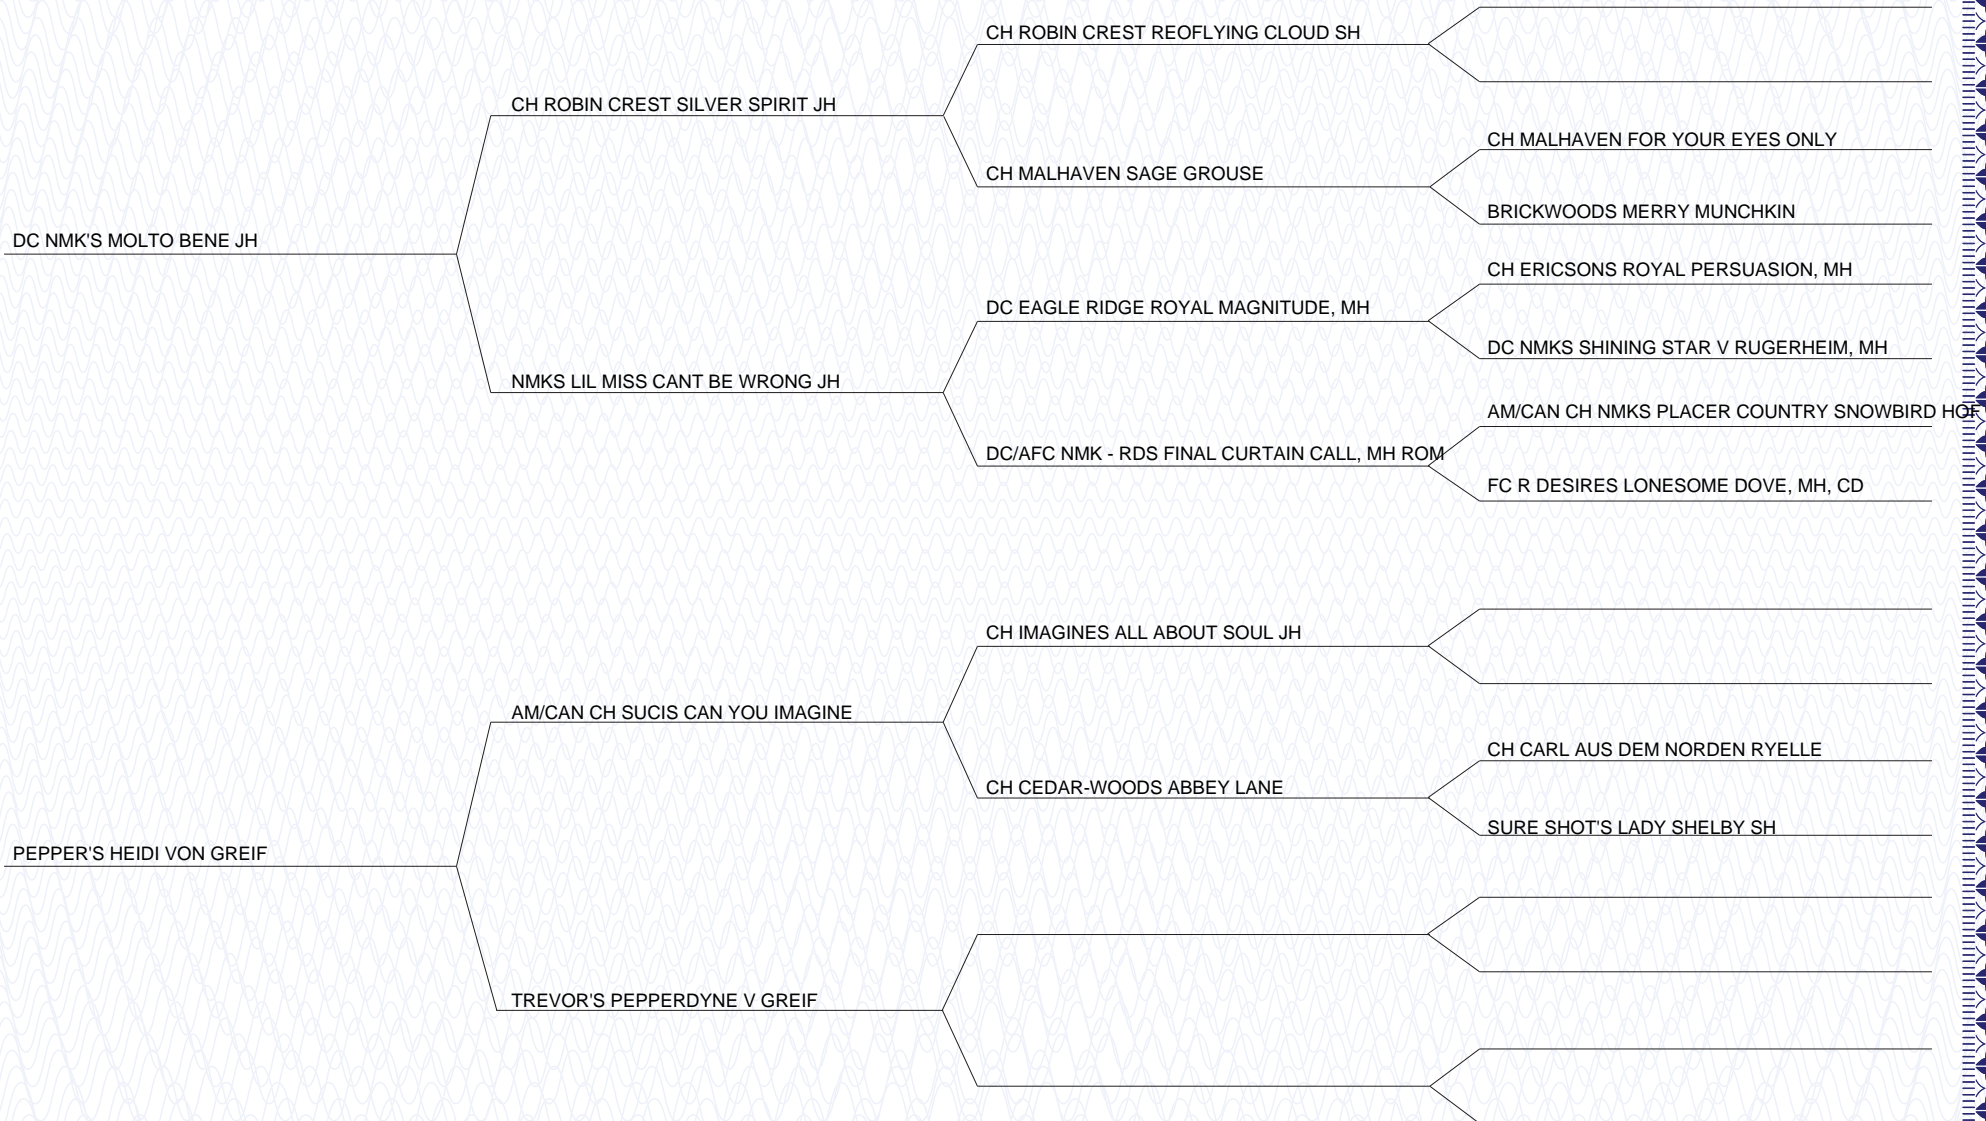 CH ROBIN CREST REOFLYING CLOUD SH
CH ROBIN CREST SILVER SPIRIT JH
CH MALHAVEN FOR YOUR EYES ONLY
CH MALHAVEN SAGE GROUSE
BRICKWOODS MERRY MUNCHKIN
DC NMK'S MOLTO BENE JH
CH ERICSONS ROYAL PERSUASION, MH
DC EAGLE RIDGE ROYAL MAGNITUDE, MH
DC NMKS SHINING STAR V RUGERHEIM, MH
NMKS LIL MISS CANT BE WRONG JH
AM/CAN CH NMKS PLACER COUNTRY SNOWBIRD HOF
DC/AFC NMK - RDS FINAL CURTAIN CALL, MH ROM
FC R DESIRES LONESOME DOVE, MH, CD
CH IMAGINES ALL ABOUT SOUL JH
AM/CAN CH SUCIS CAN YOU IMAGINE
CH CARL AUS DEM NORDEN RYELLE
CH CEDAR-WOODS ABBEY LANE
SURE SHOT'S LADY SHELBY SH
PEPPER'S HEIDI VON GREIF
TREVOR'S PEPPERDYNE V GREIF